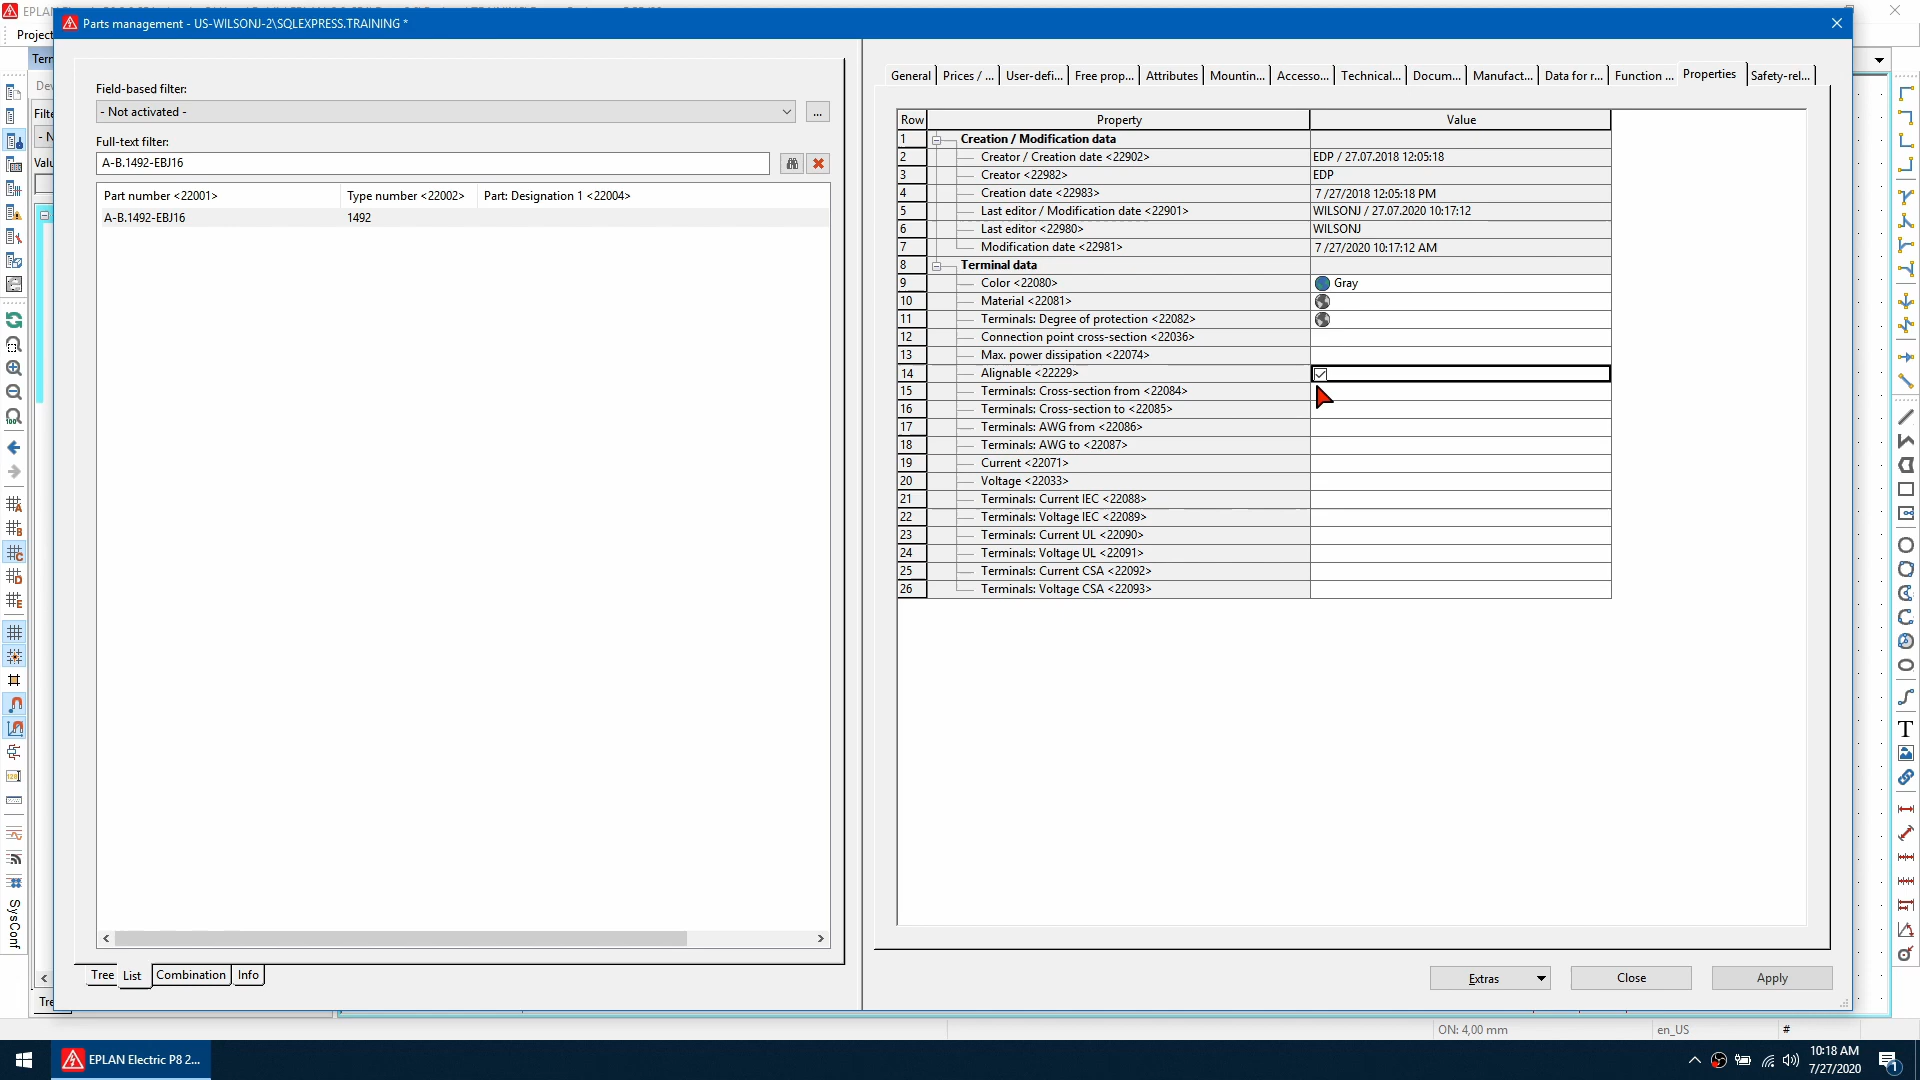 Parts management - US-WILSONJ-2\SQLEXPRESS.TRAINING *
Project
Field-based filter:
- Not activated -
...
Full-text filter:
A-B.1492-EBJ16
Part number <22001> Type number <22002> Part: Designation 1 <22004>
A-B.1492-EBJ16 1492
Tree List Combination Info
General Prices / ... User-defi... Free prop... Attributes Mountin... Accesso... Technical... Docum... Manufact... Data for r... Function ... Properties Safety-rel...
Row Property Value
1 Creation / Modification data
2 Creator / Creation date <22902> EDP / 27.07.2018 12:05:18
3 Creator <22982> EDP
4 Creation date <22983> 7 /27/2018 12:05:18 PM
5 Last editor / Modification date <22901> WILSONJ / 27.07.2020 10:17:12
6 Last editor <22980> WILSONJ
7 Modification date <22981> 7 /27/2020 10:17:12 AM
8 Terminal data
9 Color <22080> Gray
10 Material <22081>
11 Terminals: Degree of protection <22082>
12 Connection point cross-section <22036>
13 Max. power dissipation <22074>
14 Alignable <22229>
15 Terminals: Cross-section from <22084>
16 Terminals: Cross-section to <22085>
17 Terminals: AWG from <22086>
18 Terminals: AWG to <22087>
19 Current <22071>
20 Voltage <22033>
21 Terminals: Current IEC <22088>
22 Terminals: Voltage IEC <22089>
23 Terminals: Current UL <22090>
24 Terminals: Voltage UL <22091>
25 Terminals: Current CSA <22092>
26 Terminals: Voltage CSA <22093>
Extras Close Apply
SysConf
ON: 4,00 mm en_US #
EPLAN Electric P8 2...
10:18 AM
7/27/2020
1